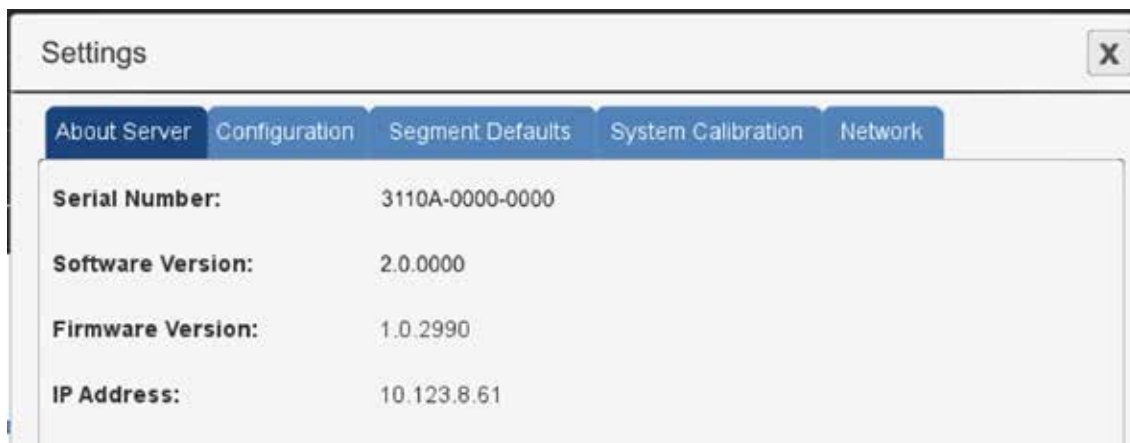 Settings X
About Server Configuration Segment Defaults System Calibration Network
Serial Number: 3110A-0000-0000
Software Version: 2.0.0000
Firmware Version: 1.0.2990
IP Address: 10.123.8.61